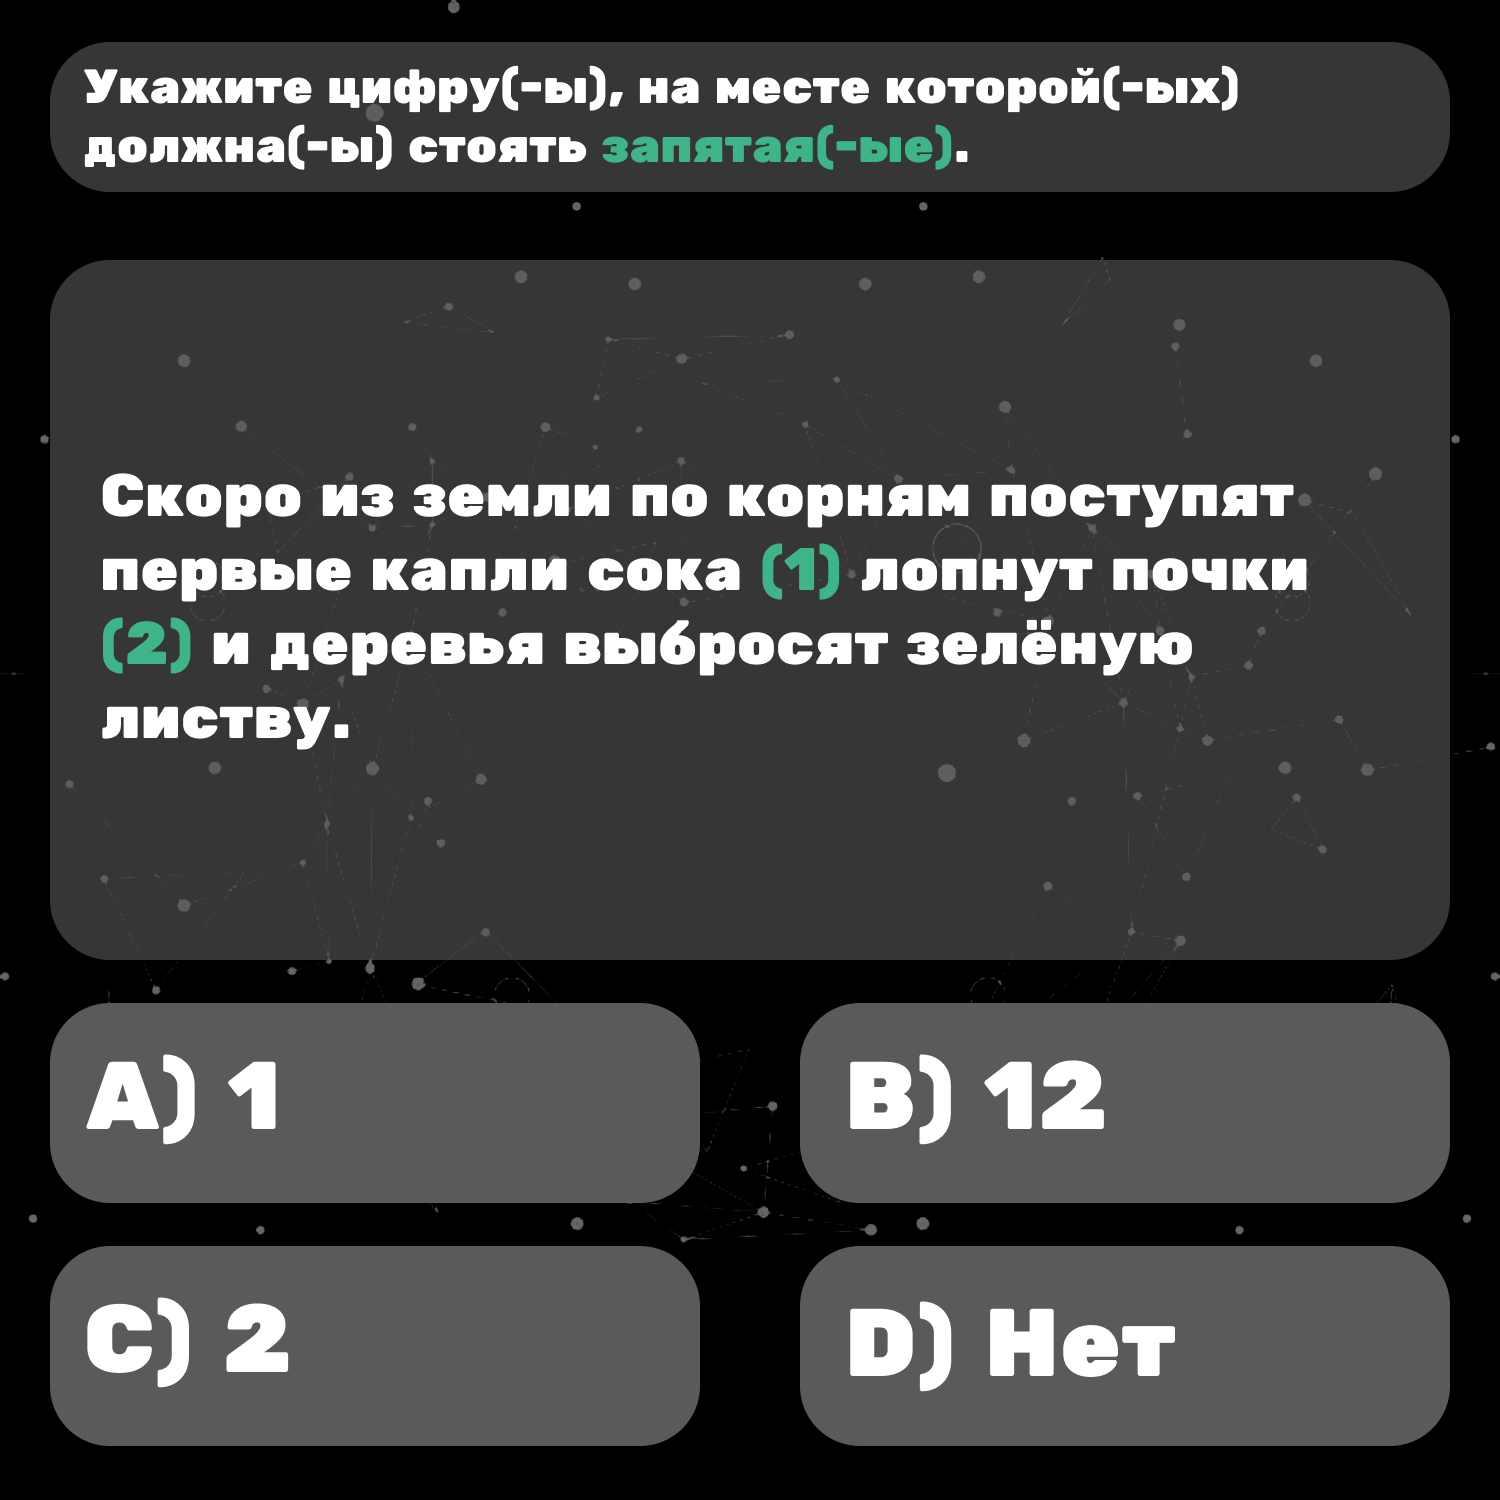 Укажите цифру(-ы), на месте которой(-ых)
должна(-ы) стоять запятая(-ые).
Скоро из земли по корням поступят
первые капли сока (1) лопнут почки
(2) и деревья выбросят зелёную
листву.
A) 1
B) 12
C) 2
D) Нет